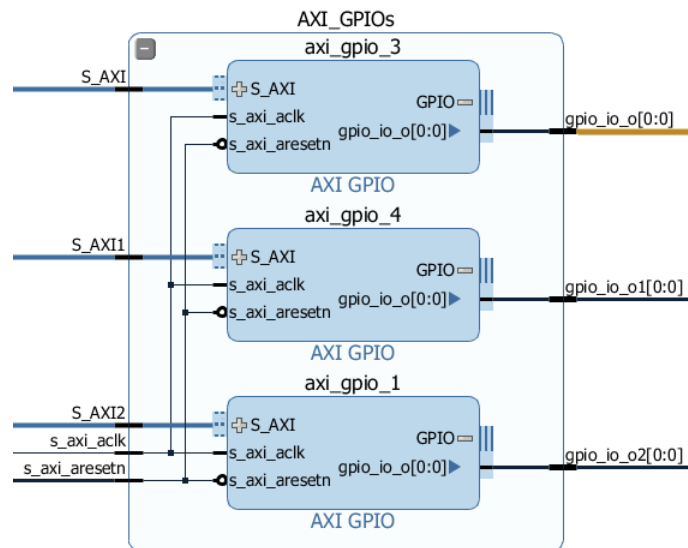 AXI_GPIOs
axi_gpio_3
S_AXI
S_AXI
s_axi_aclk
s_axi_aresetn
GPIO
gpio_io_o[0:0]
gpio_io_o[0:0]
AXI GPIO
axi_gpio_4
S_AXI1
S_AXI
s_axi_aclk
s_axi_aresetn
GPIO
gpio_io_o[0:0]
gpio_io_o1[0:0]
AXI GPIO
axi_gpio_1
S_AXI2
s_axi_aclk
s_axi_aresetn
S_AXI
s_axi_aclk
s_axi_aresetn
GPIO
gpio_io_o[0:0]
gpio_io_o2[0:0]
AXI GPIO